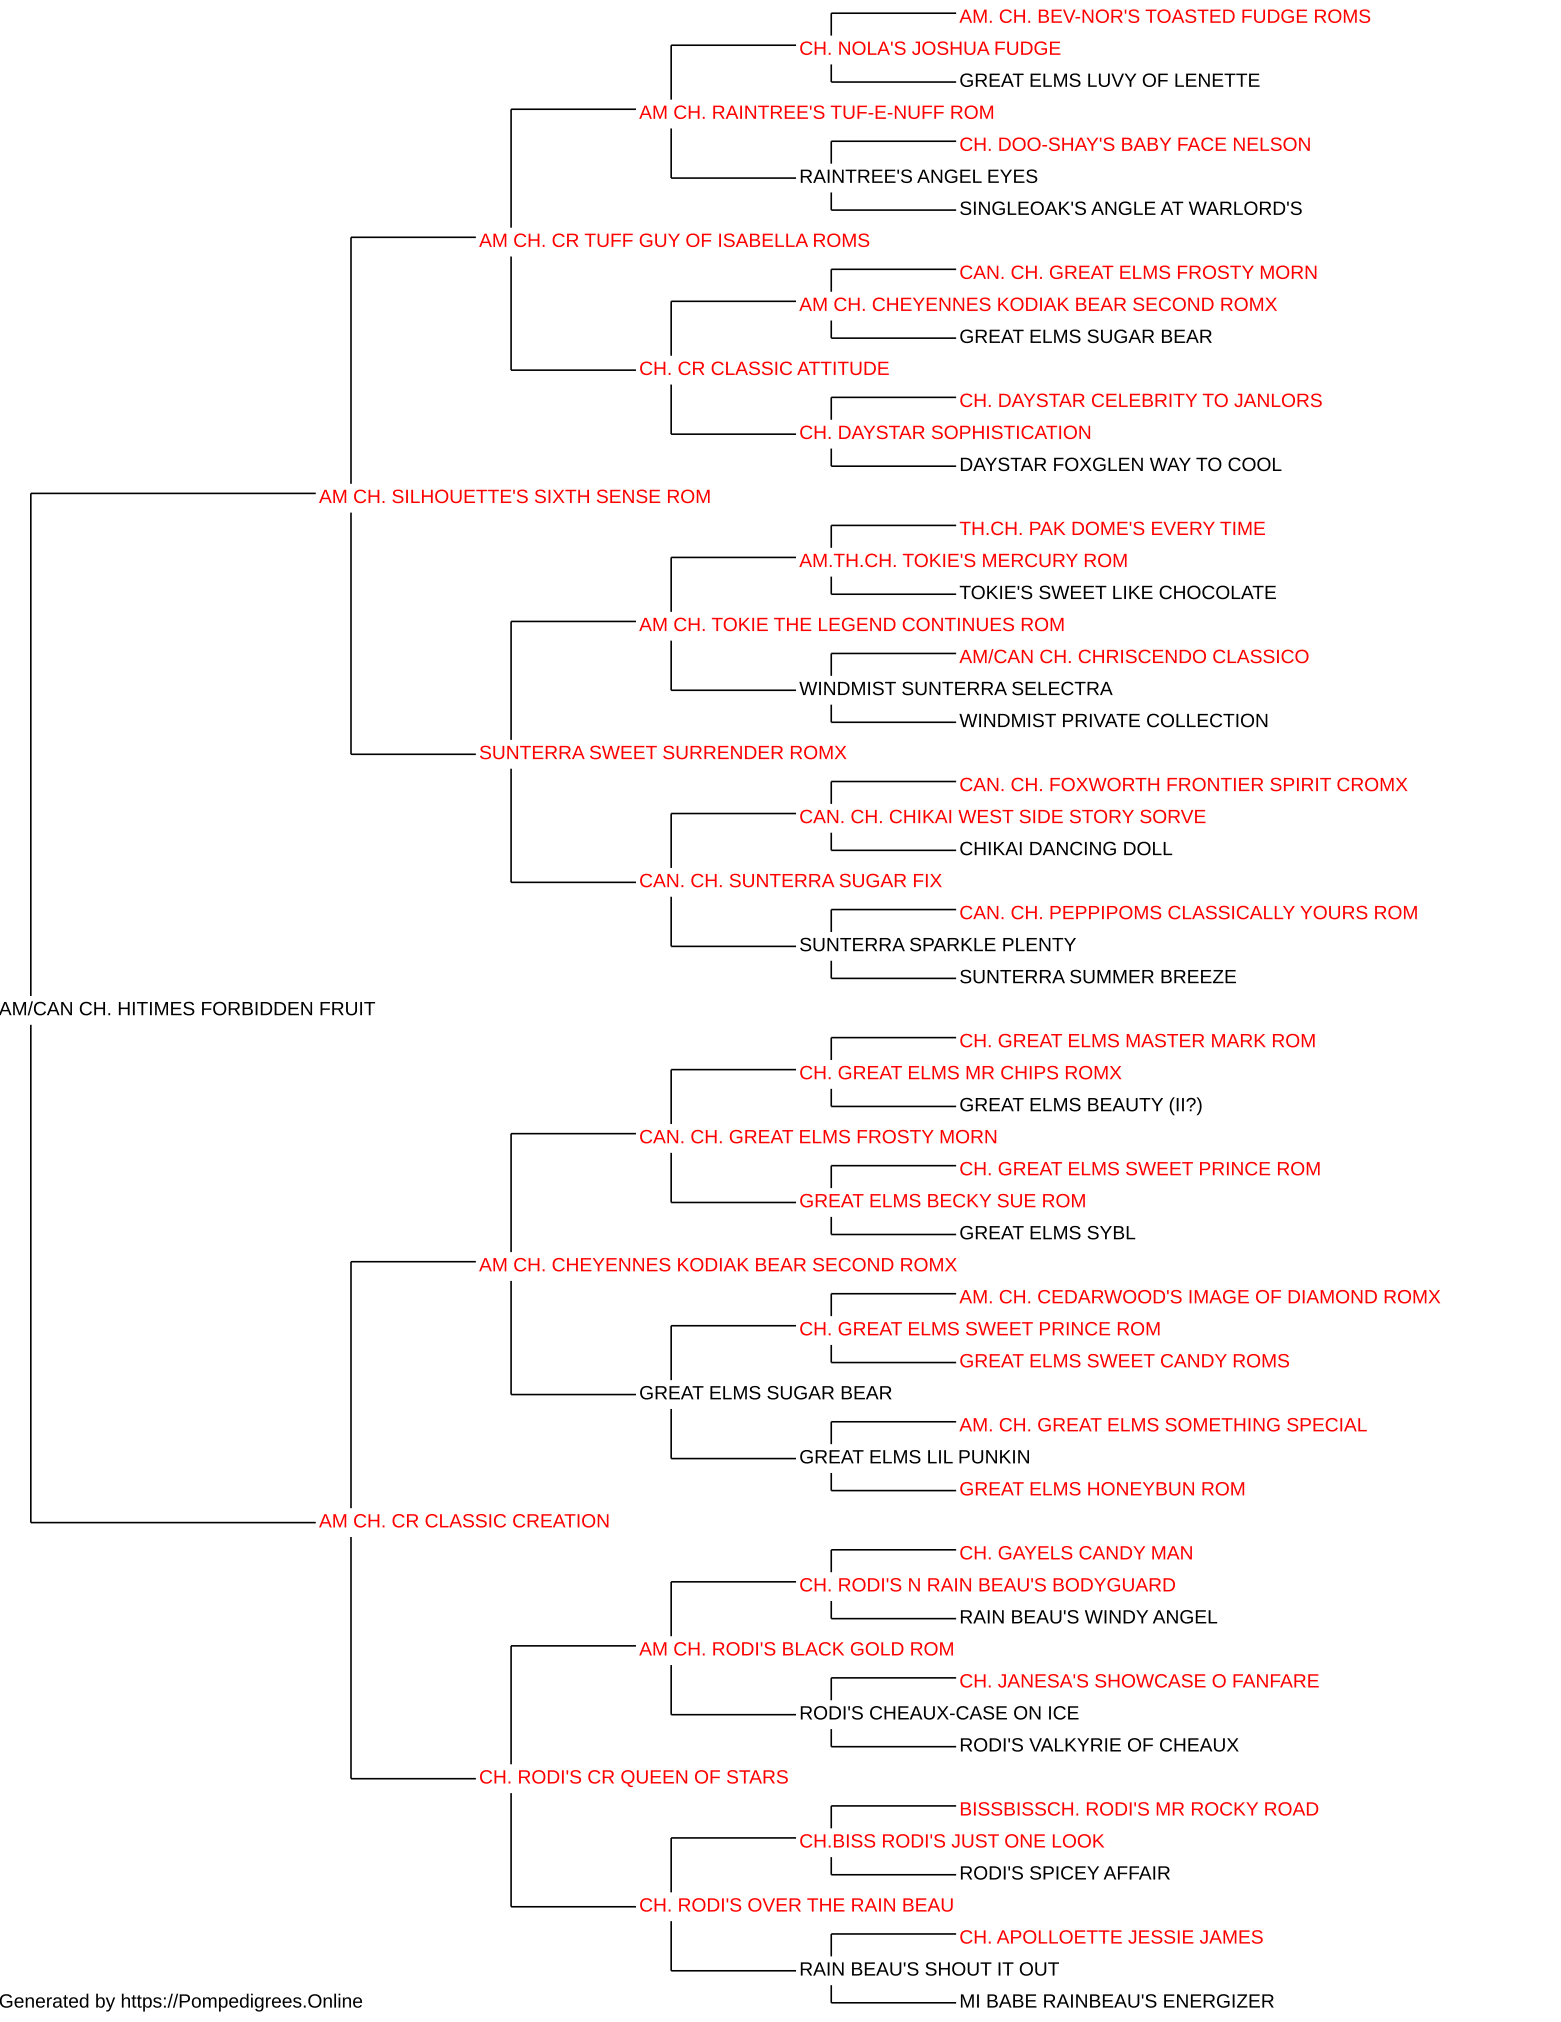 AM. CH. BEV-NOR'S TOASTED FUDGE ROMS
CH. NOLA'S JOSHUA FUDGE
GREAT ELMS LUVY OF LENETTE
AM CH. RAINTREE'S TUF-E-NUFF ROM
CH. DOO-SHAY'S BABY FACE NELSON
RAINTREE'S ANGEL EYES
SINGLEOAK'S ANGLE AT WARLORD'S
AM CH. CR TUFF GUY OF ISABELLA ROMS
CAN. CH. GREAT ELMS FROSTY MORN
AM CH. CHEYENNES KODIAK BEAR SECOND ROMX
GREAT ELMS SUGAR BEAR
CH. CR CLASSIC ATTITUDE
CH. DAYSTAR CELEBRITY TO JANLORS
CH. DAYSTAR SOPHISTICATION
DAYSTAR FOXGLEN WAY TO COOL
AM CH. SILHOUETTE'S SIXTH SENSE ROM
TH.CH. PAK DOME'S EVERY TIME
AM.TH.CH. TOKIE'S MERCURY ROM
TOKIE'S SWEET LIKE CHOCOLATE
AM CH. TOKIE THE LEGEND CONTINUES ROM
AM/CAN CH. CHRISCENDO CLASSICO
WINDMIST SUNTERRA SELECTRA
WINDMIST PRIVATE COLLECTION
SUNTERRA SWEET SURRENDER ROMX
CAN. CH. FOXWORTH FRONTIER SPIRIT CROMX
CAN. CH. CHIKAI WEST SIDE STORY SORVE
CHIKAI DANCING DOLL
CAN. CH. SUNTERRA SUGAR FIX
CAN. CH. PEPPIPOMS CLASSICALLY YOURS ROM
SUNTERRA SPARKLE PLENTY
SUNTERRA SUMMER BREEZE
AM/CAN CH. HITIMES FORBIDDEN FRUIT
CH. GREAT ELMS MASTER MARK ROM
CH. GREAT ELMS MR CHIPS ROMX
GREAT ELMS BEAUTY (II?)
CAN. CH. GREAT ELMS FROSTY MORN
CH. GREAT ELMS SWEET PRINCE ROM
GREAT ELMS BECKY SUE ROM
GREAT ELMS SYBL
AM CH. CHEYENNES KODIAK BEAR SECOND ROMX
AM. CH. CEDARWOOD'S IMAGE OF DIAMOND ROMX
CH. GREAT ELMS SWEET PRINCE ROM
GREAT ELMS SWEET CANDY ROMS
GREAT ELMS SUGAR BEAR
AM. CH. GREAT ELMS SOMETHING SPECIAL
GREAT ELMS LIL PUNKIN
GREAT ELMS HONEYBUN ROM
AM CH. CR CLASSIC CREATION
CH. GAYELS CANDY MAN
CH. RODI'S N RAIN BEAU'S BODYGUARD
RAIN BEAU'S WINDY ANGEL
AM CH. RODI'S BLACK GOLD ROM
CH. JANESA'S SHOWCASE O FANFARE
RODI'S CHEAUX-CASE ON ICE
RODI'S VALKYRIE OF CHEAUX
CH. RODI'S CR QUEEN OF STARS
BISSBISSCH. RODI'S MR ROCKY ROAD
CH.BISS RODI'S JUST ONE LOOK
RODI'S SPICEY AFFAIR
CH. RODI'S OVER THE RAIN BEAU
CH. APOLLOETTE JESSIE JAMES
RAIN BEAU'S SHOUT IT OUT
MI BABE RAINBEAU'S ENERGIZER
Generated by https://Pompedigrees.Online